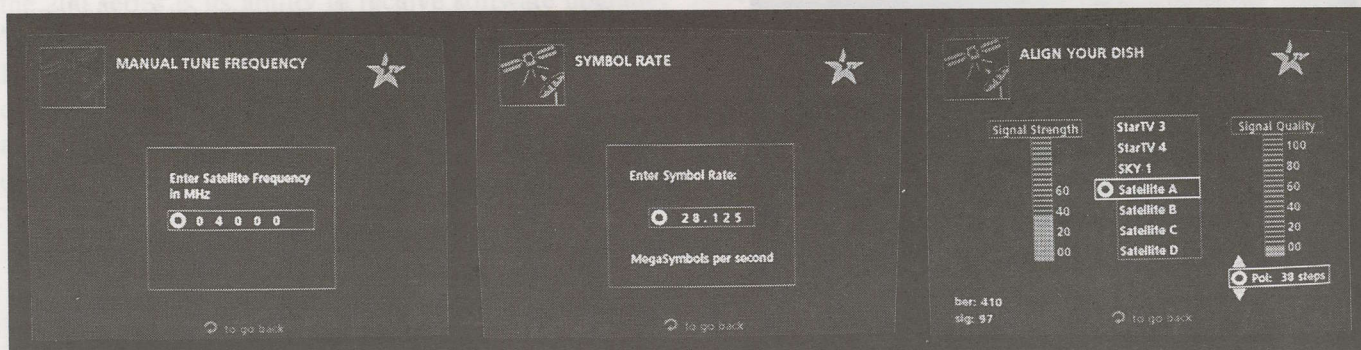 MANUAL TUNE FREQUENCY
Enter Satellite Frequency
in MHz
0 4 0 0 0
to go back
SYMBOL RATE
Enter Symbol Rate:
28.125
MegaSymbols per second
to go back
ALIGN YOUR DISH
Signal Strength
60
40
20
00
StarTV 3
StarTV 4
SKY 1
Satellite A
Satellite B
Satellite C
Satellite D
Signal Quality
100
80
60
40
20
00
Pol: 38 steps
ber: 410
sig: 97
to go back